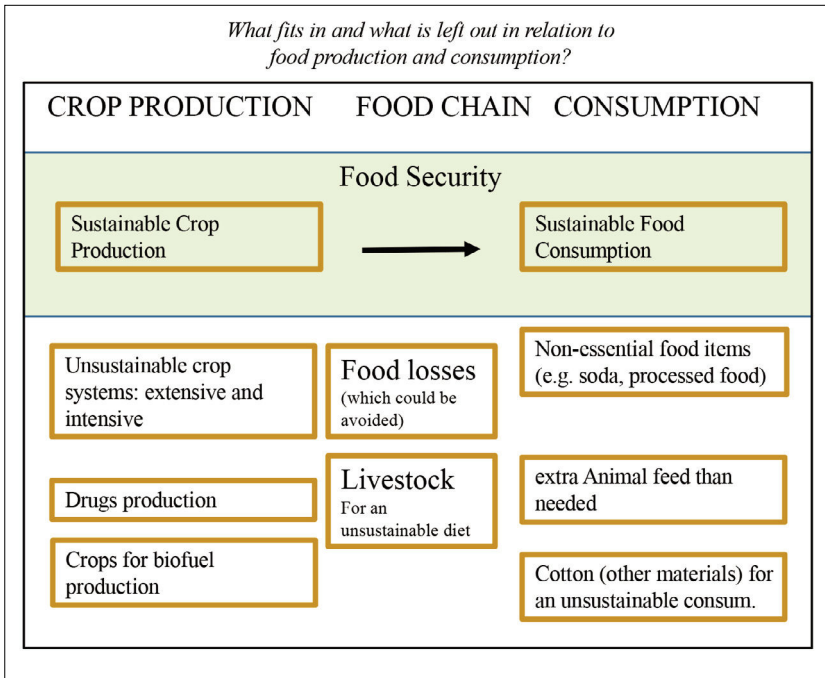 What fits in and what is left out in relation to
food production and consumption?
CROP PRODUCTION
FOOD CHAIN
CONSUMPTION
Food Security
Sustainable Crop
Production
Sustainable Food
Consumption
Unsustainable crop
systems: extensive and
intensive
Drugs production
Crops for biofuel
production
Food losses
(which could be
avoided)
Livestock
For an
unsustainable diet
Non-essential food items
(e.g. soda, processed food)
extra Animal feed than
needed
Cotton (other materials) for
an unsustainable consum.